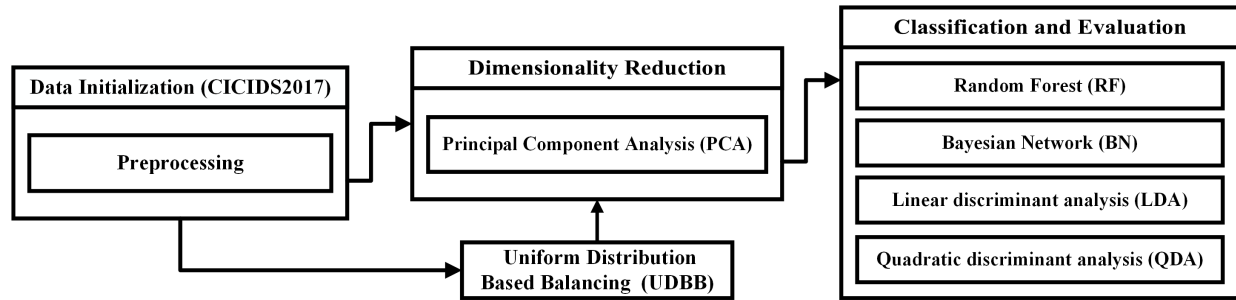 Data Initialization (CICIDS2017)
Preprocessing
Dimensionality Reduction
Principal Component Analysis (PCA)
Uniform Distribution
Based Balancing (UDBB)
Classification and Evaluation
Random Forest (RF)
Bayesian Network (BN)
Linear discriminant analysis (LDA)
Quadratic discriminant analysis (QDA)